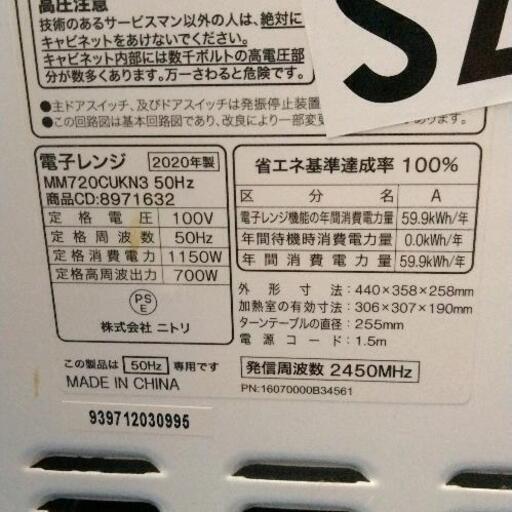 高圧注意
技術のあるサービスマン以外の人は、絶対に
キャビネットをあけないでください。
キャビネット内部には数千ボルトの高電圧部
分が数多くあります。万一さわると危険です。
●主ドアスイッチ、及びドアスイッチは発振停止装置
●この回路図は基本回路図であり、改良により一部変
電子レンジ 2020年製
MM720CUKN3 50Hz
商品CD:8971632
定格電圧 100V
定格周波数 50Hz
定格消費電力 1150W
定格高周波出力 700W
PS
E
株式会社 ニトリ
この製品は 50Hz 専用です
MADE IN CHINA
939712030995
省エネ基準達成率 100%
区分名 A
電子レンジ機能の年間消費電力量 59.9kWh/年
年間待機時消費電力量 0.0kWh/年
年間消費電力量 59.9kWh/年
外形寸法：440×358×258mm
加熱室の有効寸法：306×307×190mm
ターンテーブルの直径：255mm
電源コード：1.5m
発信周波数 2450MHz
PN:16070000B34561